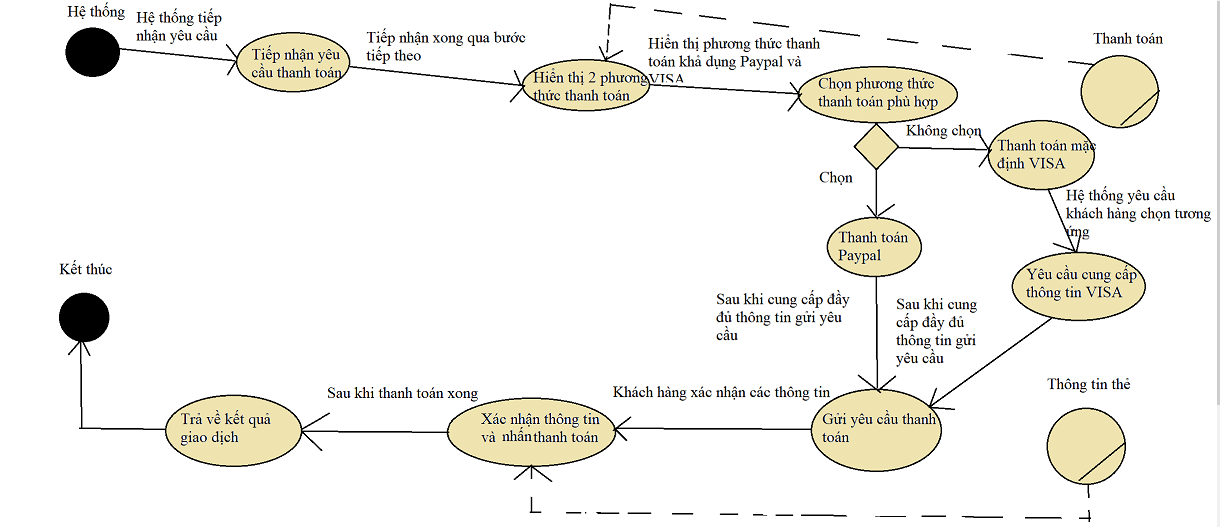 Hệ thống
Hệ thống tiếp
nhận yêu cầu
Tiếp nhận yêu
cầu thanh toán
Tiếp nhận xong qua bước
tiếp theo
Hiển thị 2 phương
thức thanh toán
Hiển thị phương thức thanh
toán khả dụng Paypal và
VISA
Chọn phương thức
thanh toán phù hợp
Thanh toán
Không chọn
Thanh toán mặc
định VISA
Chọn
Hệ thống yêu cầu
khách hàng chọn tương
ứng
Thanh toán
Paypal
Yêu cầu cung cấp
thông tin VISA
Kết thúc
Sau khi cung cấp đầy
đủ thông tin gửi yêu
cầu
Sau khi cung
cấp đầy đủ
thông tin gửi
yêu cầu
Thông tin thẻ
Khách hàng xác nhận các thông tin
Sau khi thanh toán xong
Gửi yêu cầu thanh
toán
Xác nhận thông tin
và nhấn thanh toán
Trả về kết quả
giao dịch